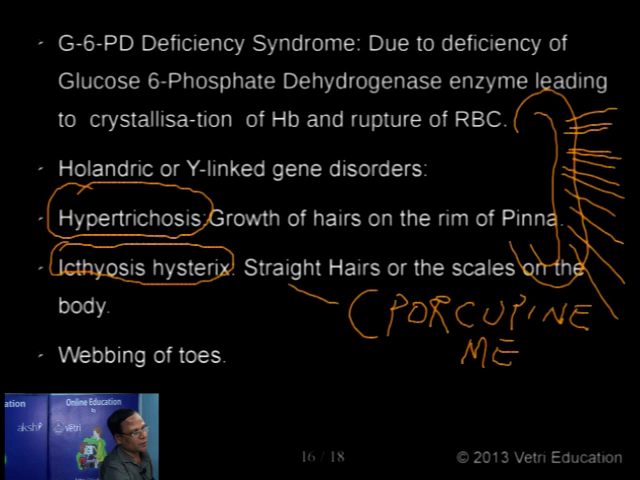 - G-6-PD Deficiency Syndrome: Due to deficiency of
Glucose 6-Phosphate Dehydrogenase enzyme leading
to crystallisa-tion of Hb and rupture of RBC.
- Holandric or Y-linked gene disorders:
- Hypertrichosis:Growth of hairs on the rim of Pinna.
- Icthyosis hysterix: Straight Hairs or the scales on the
body.
(PORCUPINE
ME
- Webbing of toes.
Online Education
by
vetri
16 / 18
© 2013 Vetri Education